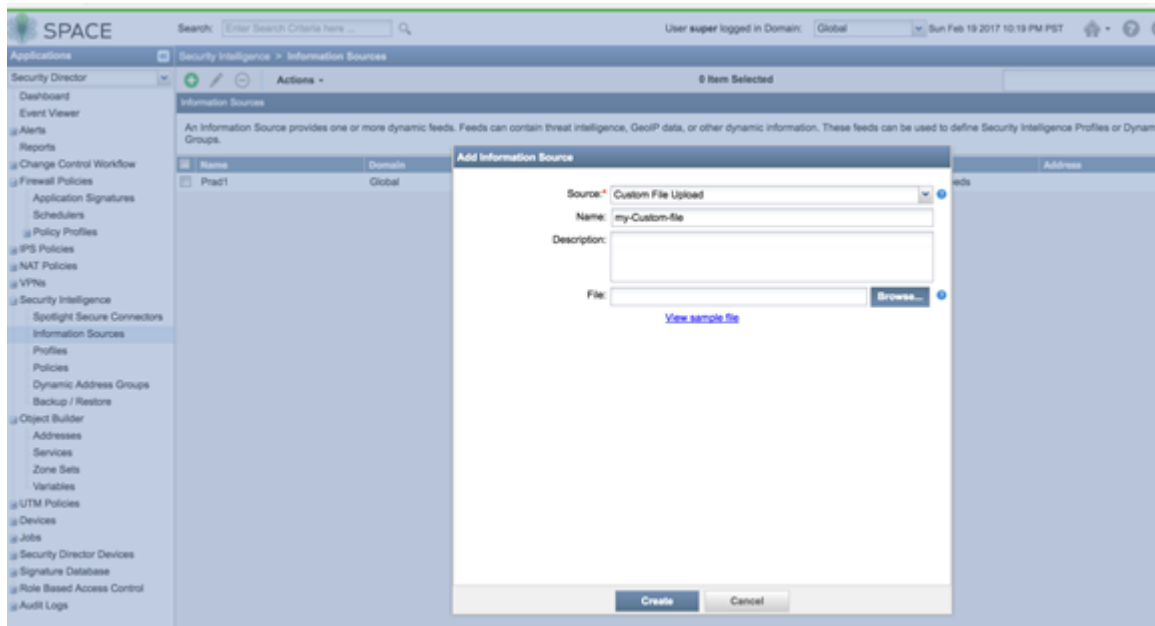 SPACE
Search: Enter Search Criteria here ...
User super logged in Domain: Global
Sun Feb 19 2017 10:19 PM PST
Applications
Security Intelligence > Information Sources
Security Director
Actions
0 Item Selected
Dashboard
Event Viewer
Alerts
Reports
Change Control Workflow
Firewall Policies
Application Signatures
Schedulers
Policy Profiles
IPS Policies
NAT Policies
VPNs
Security Intelligence
Spotlight Secure Connectors
Information Sources
Profiles
Policies
Dynamic Address Groups
Backup / Restore
Object Builder
Addresses
Services
Zone Sets
Variables
UTM Policies
Devices
Jobs
Security Director Devices
Signature Database
Role Based Access Control
Audit Logs
Information Sources
An Information Source provides one or more dynamic feeds. Feeds can contain threat intelligence, GeoIP data, or other dynamic information. These feeds can be used to define Security Intelligence Profiles or Dynam
Groups.
Name Domain Address
Prad1 Global eds
Add Information Source
Source:* Custom File Upload
Name: my-Custom-file
Description:
File: Browse...
View sample file
Create Cancel